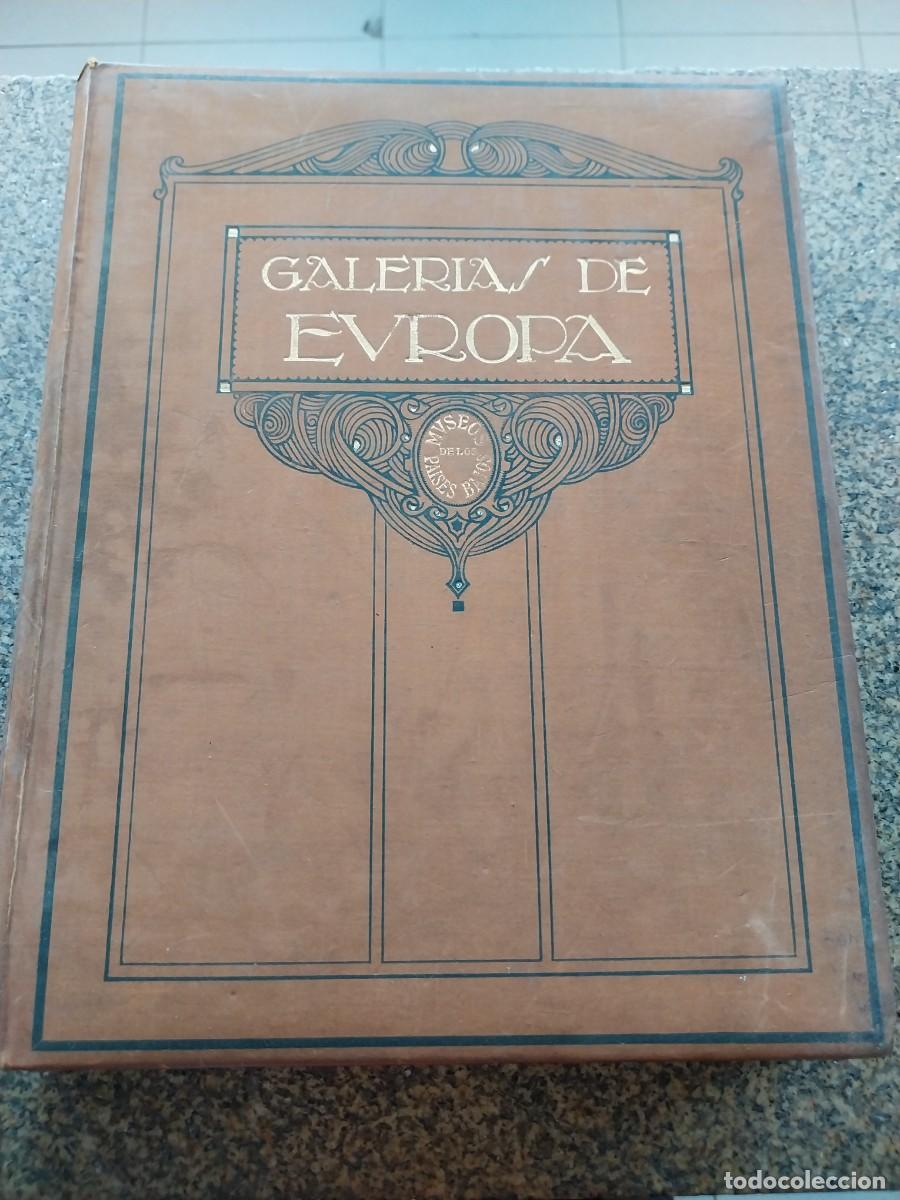 GALERIAS DE
EVROPA
MVSEOS
DE LOS
PAISES BAJOS
todocoleccion